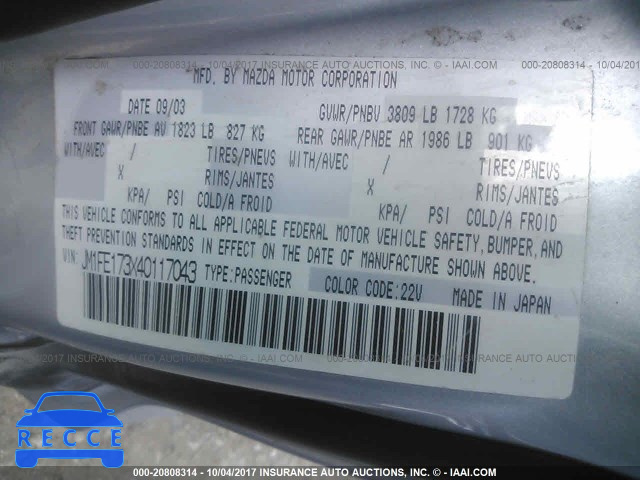 000-20808314 - 10/04/2017 INSURANCE AUTO AUCTIONS - © IAAI.COM
MFD. BY MAZDA MOTOR CORPORATION
DATE 09/03
GVWR/PNBV 3809 LB 1728 KG
FRONT GAWR/PNBE AV 1823 LB 827 KG
REAR GAWR/PNBE AR 1986 LB 901 KG
WITH/AVEC / TIRES/PNEUS WITH/AVEC / TIRES/PNEUS
X RIMS/JANTES X RIMS/JANTES
KPA/ PSI COLD/A FROID KPA/ PSI COLD/A FROID
THIS VEHICLE CONFORMS TO ALL APPLICABLE FEDERAL MOTOR VEHICLE SAFETY, BUMPER, AND
THEFT PREVENTION STANDARDS IN EFFECT ON THE DATE OF MANUFACTURE SHOWN ABOVE.
VIN: JM1FE173X40117043 TYPE:PASSENGER COLOR CODE:22V MADE IN JAPAN
RECCE
000-20808314 - 10/04/2017 INSURANCE AUTO AUCTIONS - © IAAI.COM